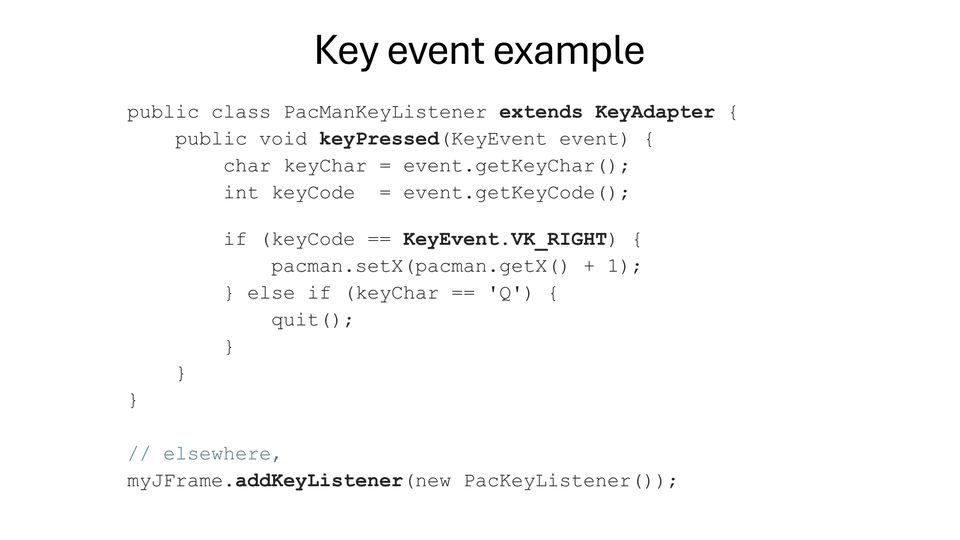 Key event example
public class PacManKeyListener extends KeyAdapter {
    public void keyPressed(KeyEvent event) {
        char keyChar = event.getKeyChar();
        int keyCode  = event.getKeyCode();
        if (keyCode == KeyEvent.VK_RIGHT) {
            pacman.setX(pacman.getX() + 1);
        } else if (keyChar == 'Q') {
            quit();
        }
    }
}
// elsewhere,
myJFrame.addKeyListener(new PacKeyListener());